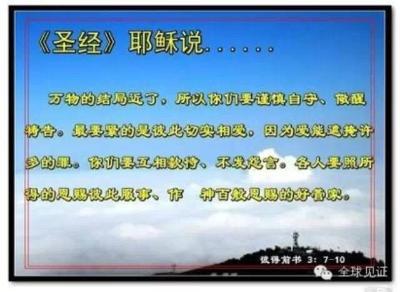 《圣经》耶稣说......
万物的结局近了，所以你们要谨慎自守、儆醒
祷告。最要紧的是彼此切实相爱，因为爱能遮掩许
多的罪。你们要互相款待、不发怨言。各人要照所
得的恩赐彼此服事、作 神百般恩赐的好管家。
彼得前书 3：7-10
全球见证